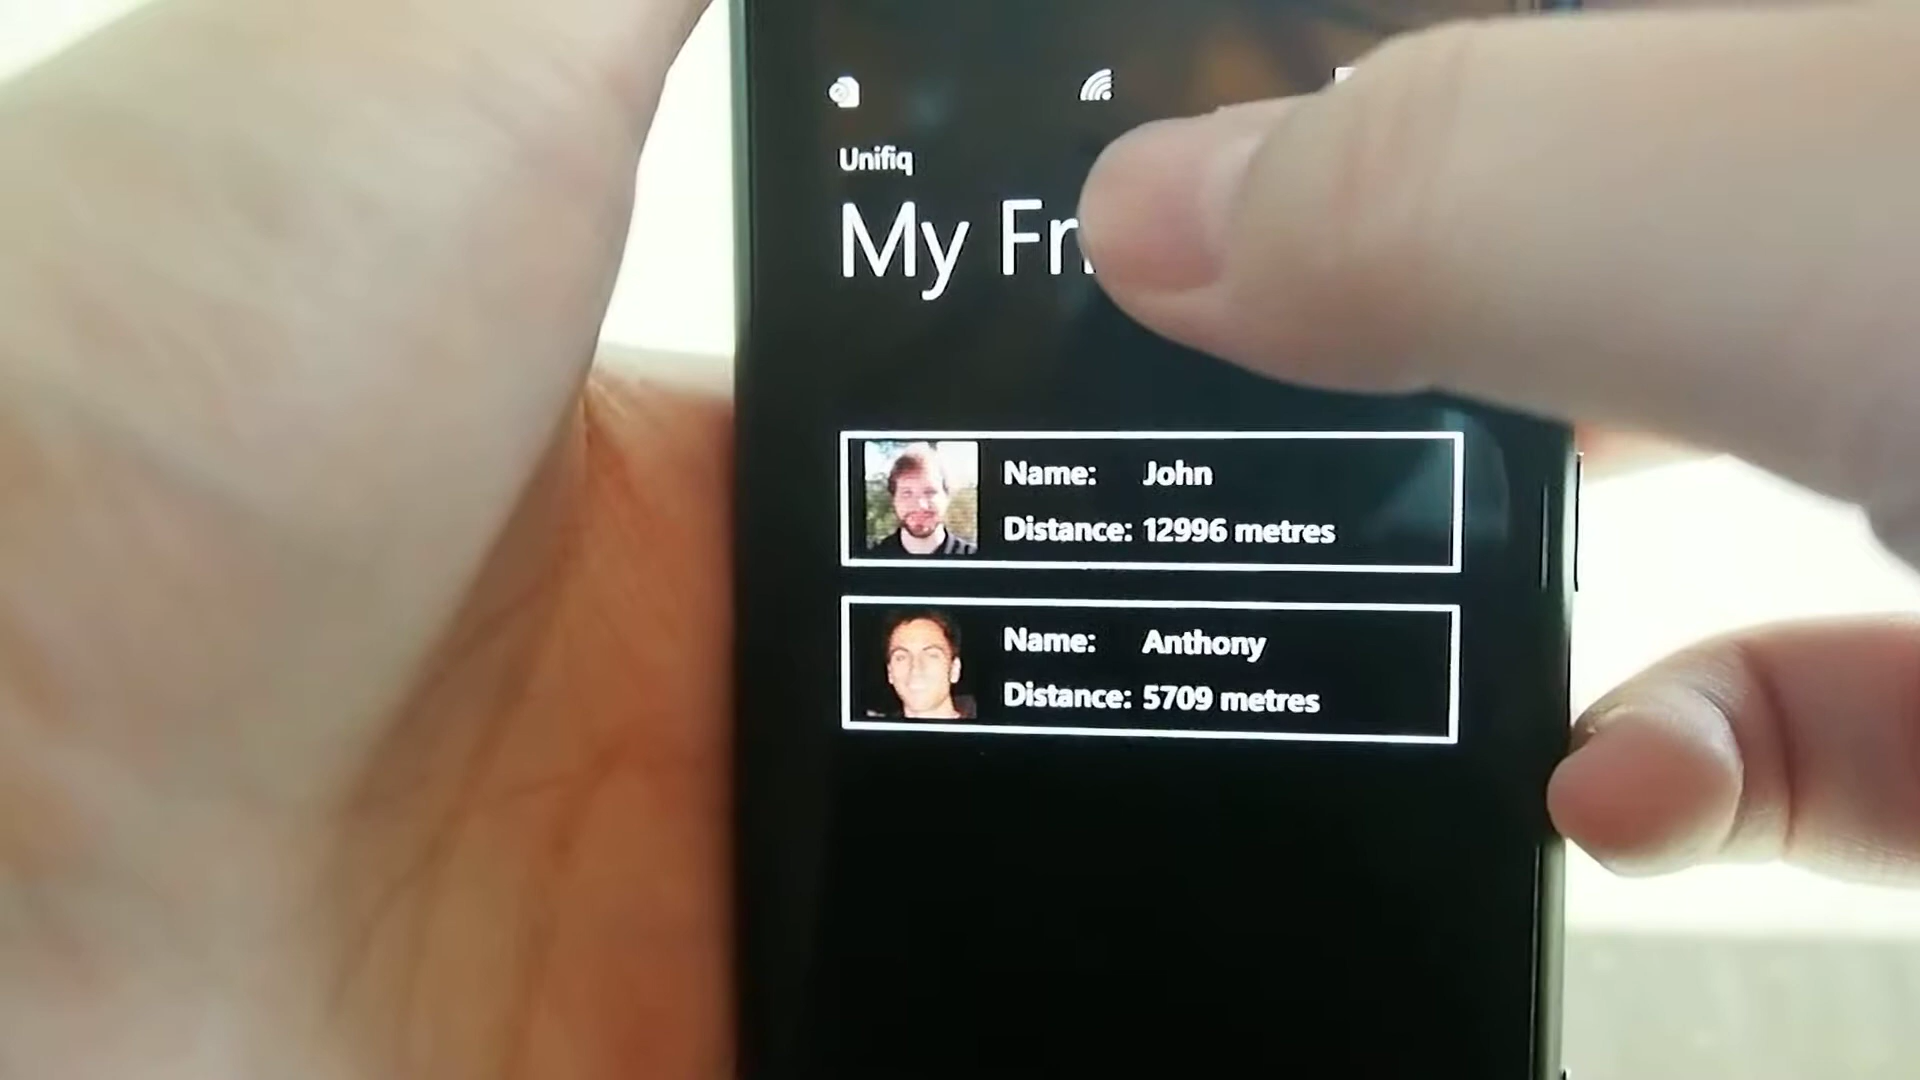 Unifiq
My Fr
Name: John
Distance: 12996 metres
Name: Anthony
Distance: 5709 metres